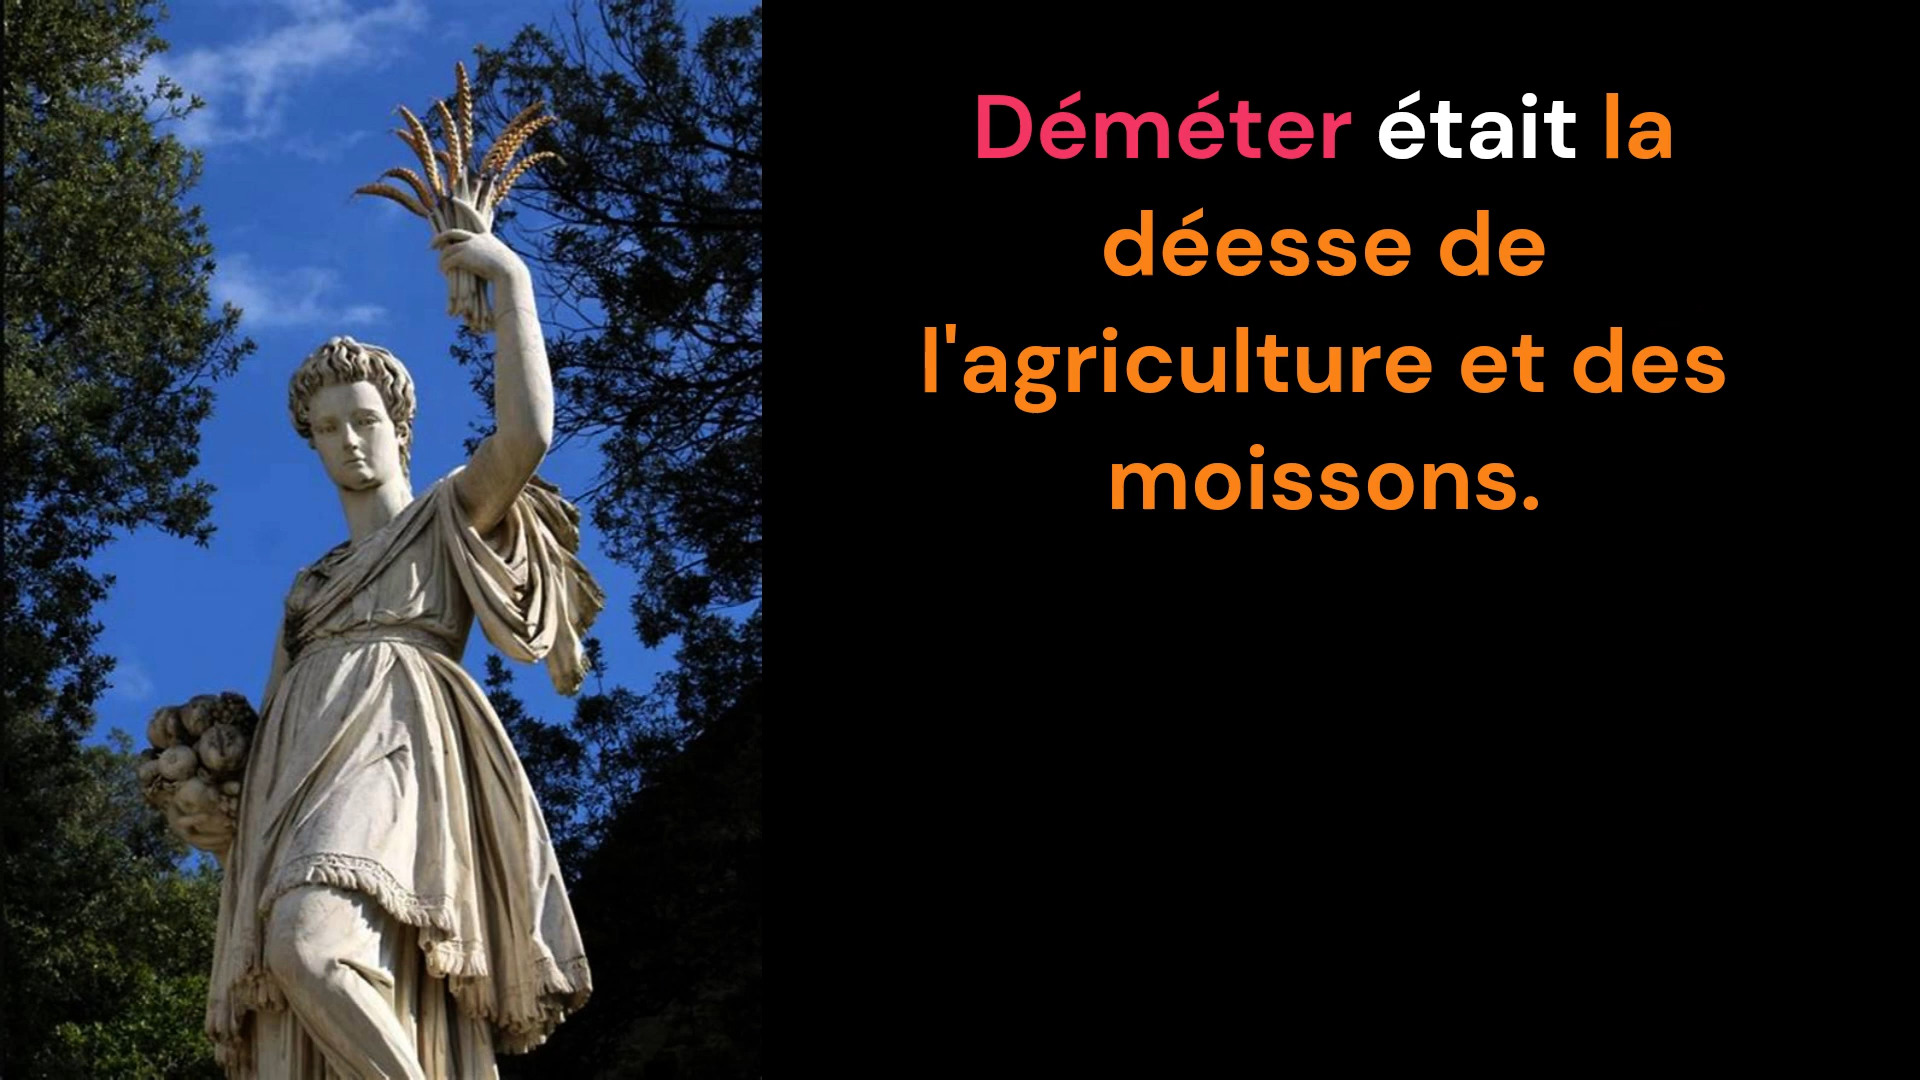 Déméter était la
déesse de
l'agriculture et des
moissons.